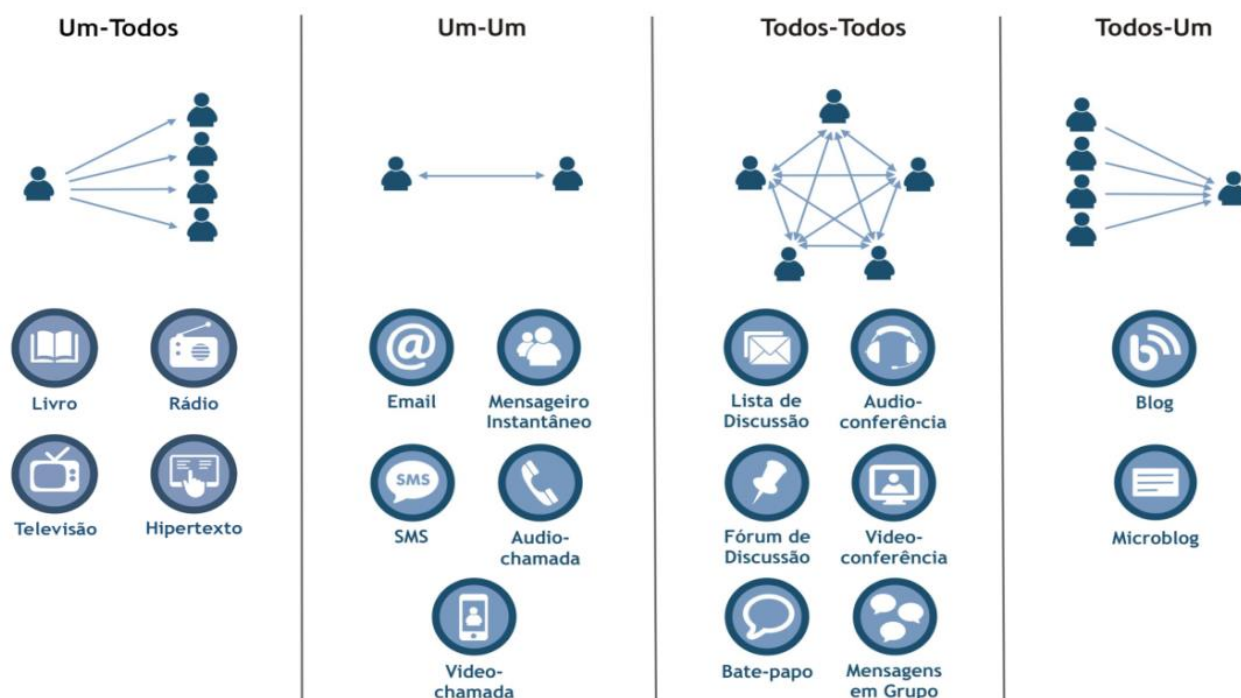 Um-Todos
Um-Um
Todos-Todos
Todos-Um
Livro
Rádio
Televisão
Hipertexto
@
Email
Mensageiro
Instantâneo
SMS
SMS
Audio-
chamada
Video-
chamada
Lista de
Discussão
Audio-
conferência
Fórum de
Discussão
Video-
conferência
Bate-papo
Mensagens
em Grupo
Blog
Microblog